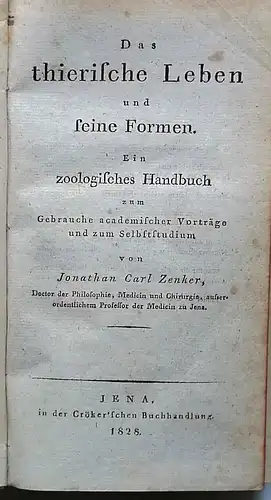 Das
thieriſche Leben
und
ſeine Formen.
Ein
zoologiſches Handbuch
zum
Gebrauche academiſcher Vorträge
und zum Selbſtſtudium
von
Jonathan Carl Zenker,
Doctor der Philoſophie, Medicin und Chirurgie, auſſer-
ordentlichem Profeſſor der Medicin zu Jena.
JENA,
in der Cröker'ſchen Buchhandlung.
1828.